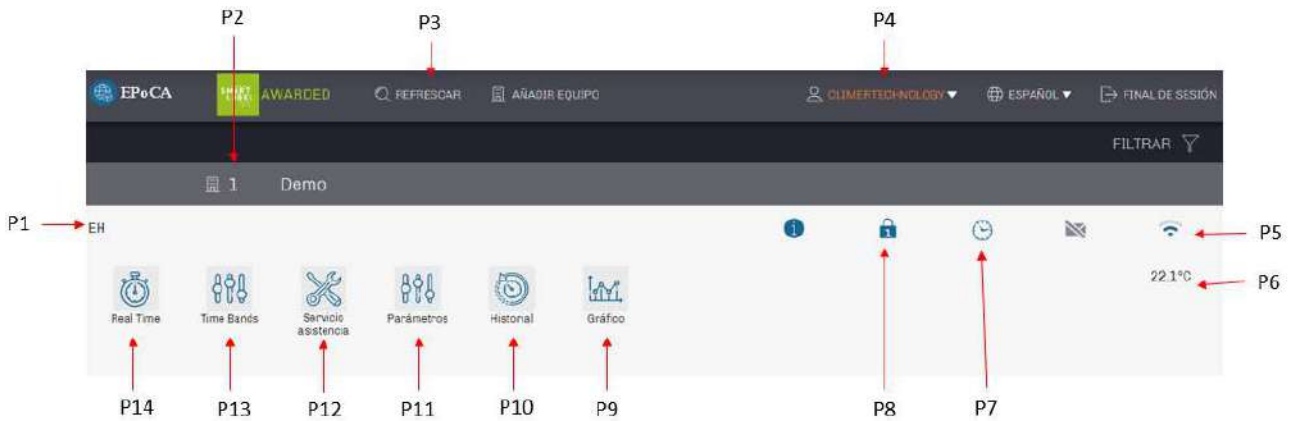 P2 P3 P4
EPoCA SMART LABEL AWARDED REFRESCAR AÑADIR EQUIPO CLIMERTECHNOLOGY ESPAÑOL FINAL DE SESIÓN
FILTRAR
1 Demo
P1 EH P5
22.1°C P6
Real Time Time Bands Servicio asistencia Parámetros Historial Gráfico
P14 P13 P12 P11 P10 P9 P8 P7